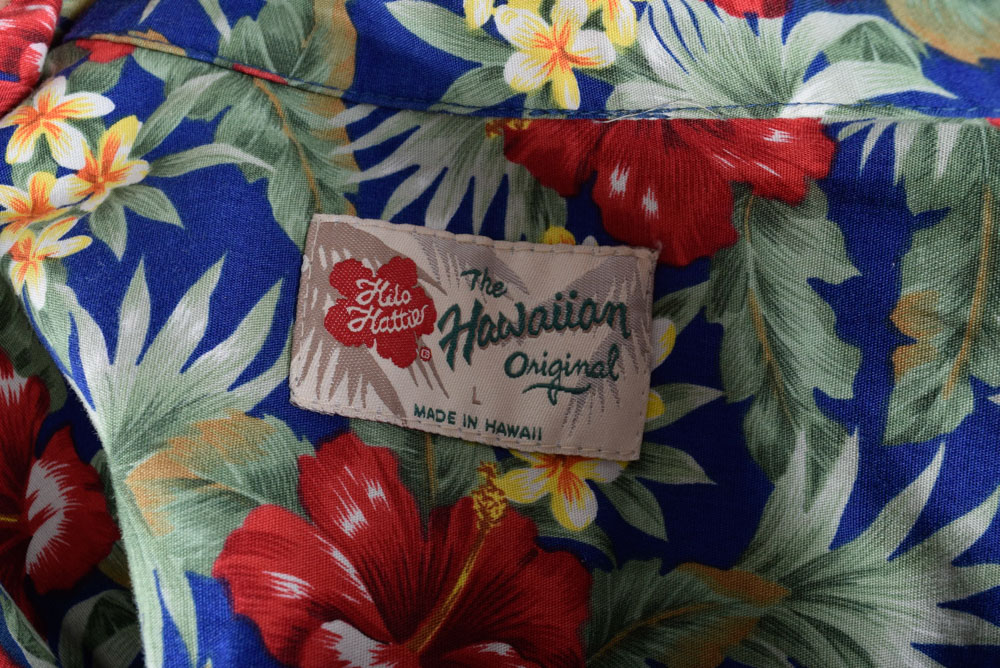 Hilo
Hattie
The
Hawaiian
Original
L
MADE IN HAWAII